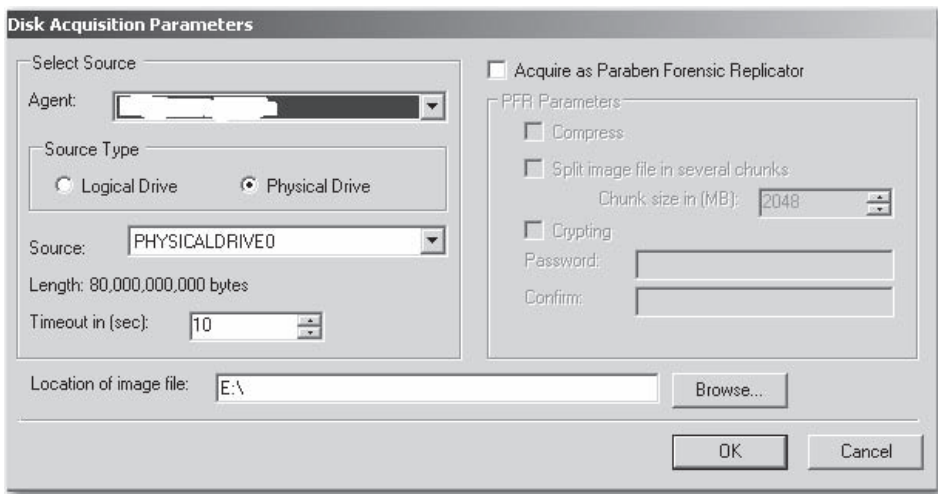 Disk Acquisition Parameters
Select Source
Agent:
Source Type
Logical Drive
Physical Drive
Source:
PHYSICALDRIVE0
Length: 80,000,000,000 bytes
Timeout in (sec):
10
Acquire as Paraben Forensic Replicator
PFR Parameters
Compress
Split image file in several chunks
Chunk size in (MB):
2048
Crypting
Password:
Confirm:
Location of image file:
E:\
Browse...
OK
Cancel